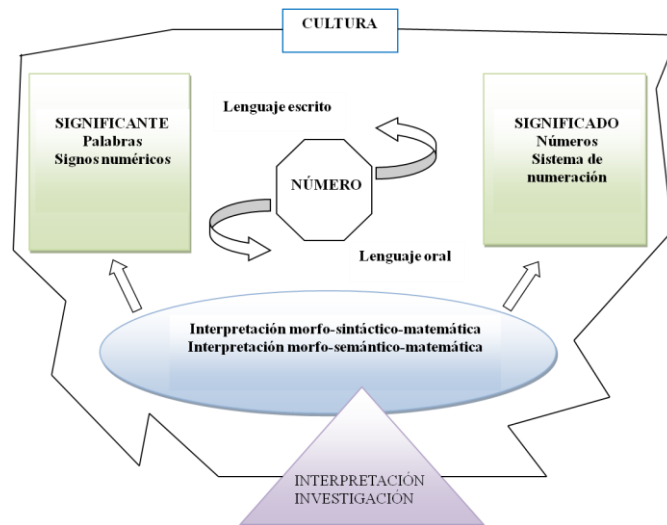 CULTURA
SIGNIFICANTE
Palabras
Signos numéricos
Lenguaje escrito
SIGNIFICADO
Números
Sistema de
numeración
NÚMERO
Lenguaje oral
Interpretación morfo-sintáctico-matemática
Interpretación morfo-semántico-matemática
INTERPRETACIÓN
INVESTIGACIÓN